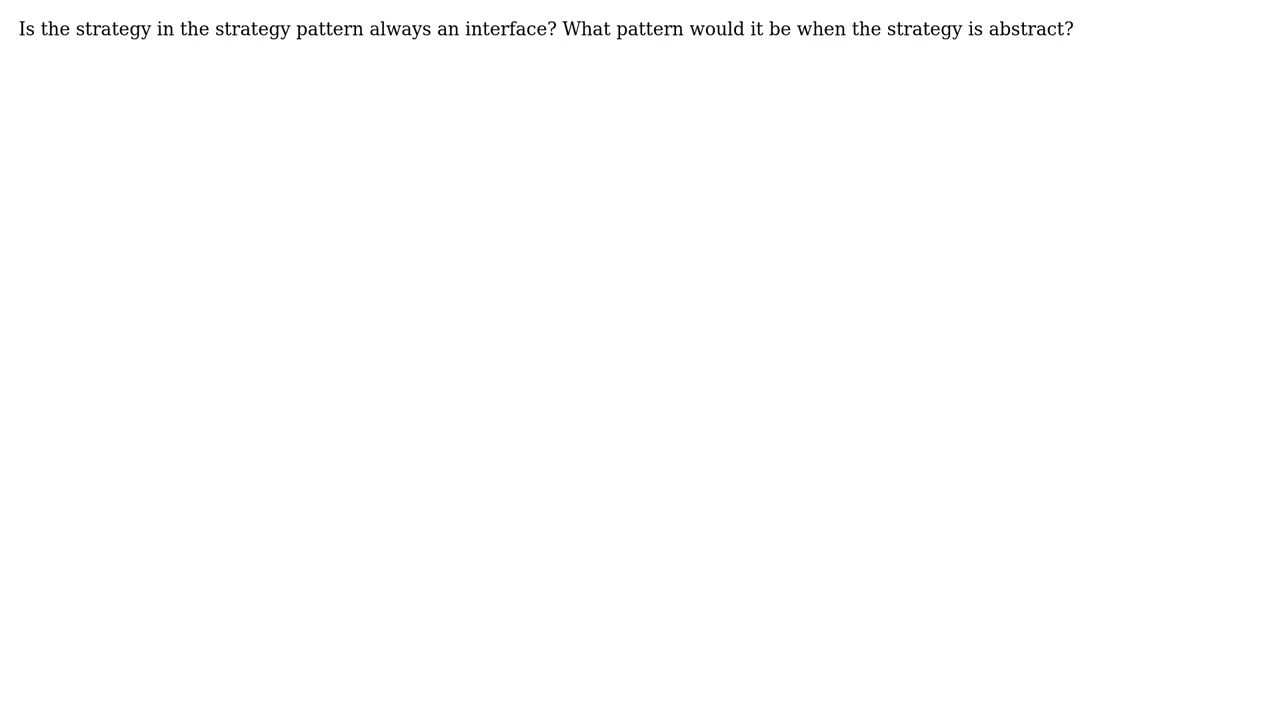 Is the strategy in the strategy pattern always an interface? What pattern would it be when the strategy is abstract?